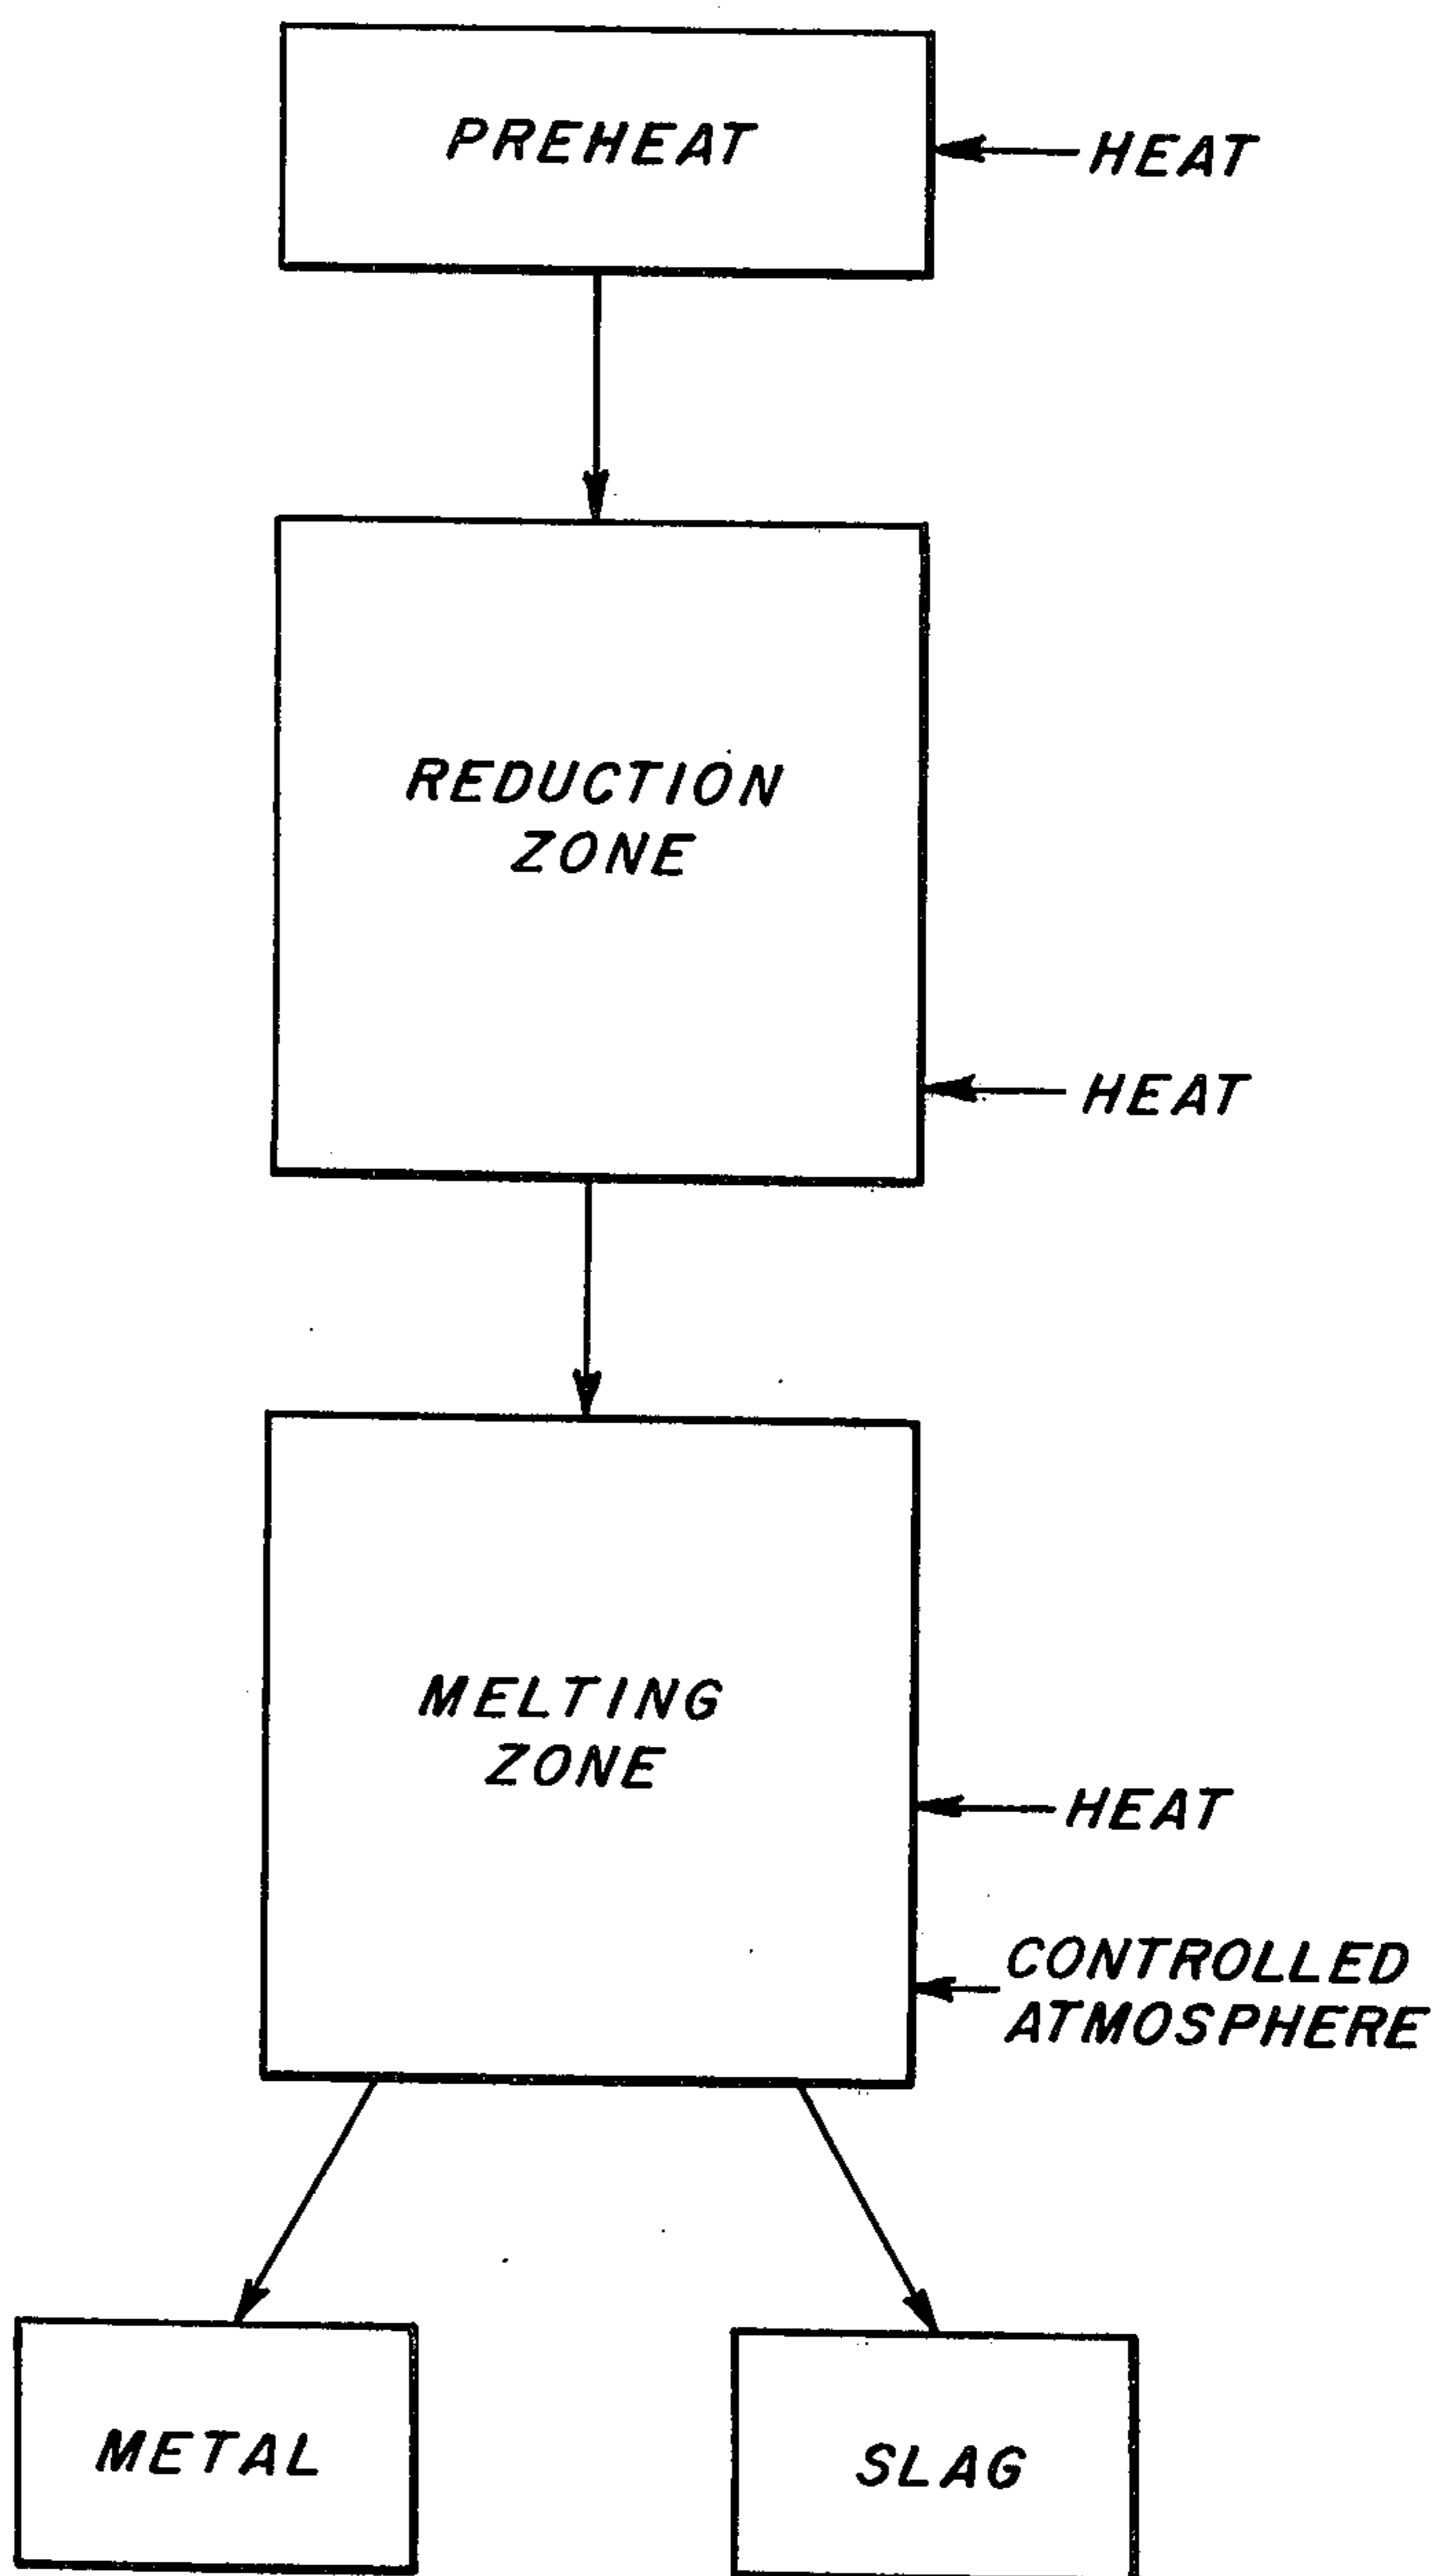 PREHEAT
HEAT
REDUCTION
ZONE
HEAT
MELTING
ZONE
HEAT
CONTROLLED
ATMOSPHERE
METAL
SLAG